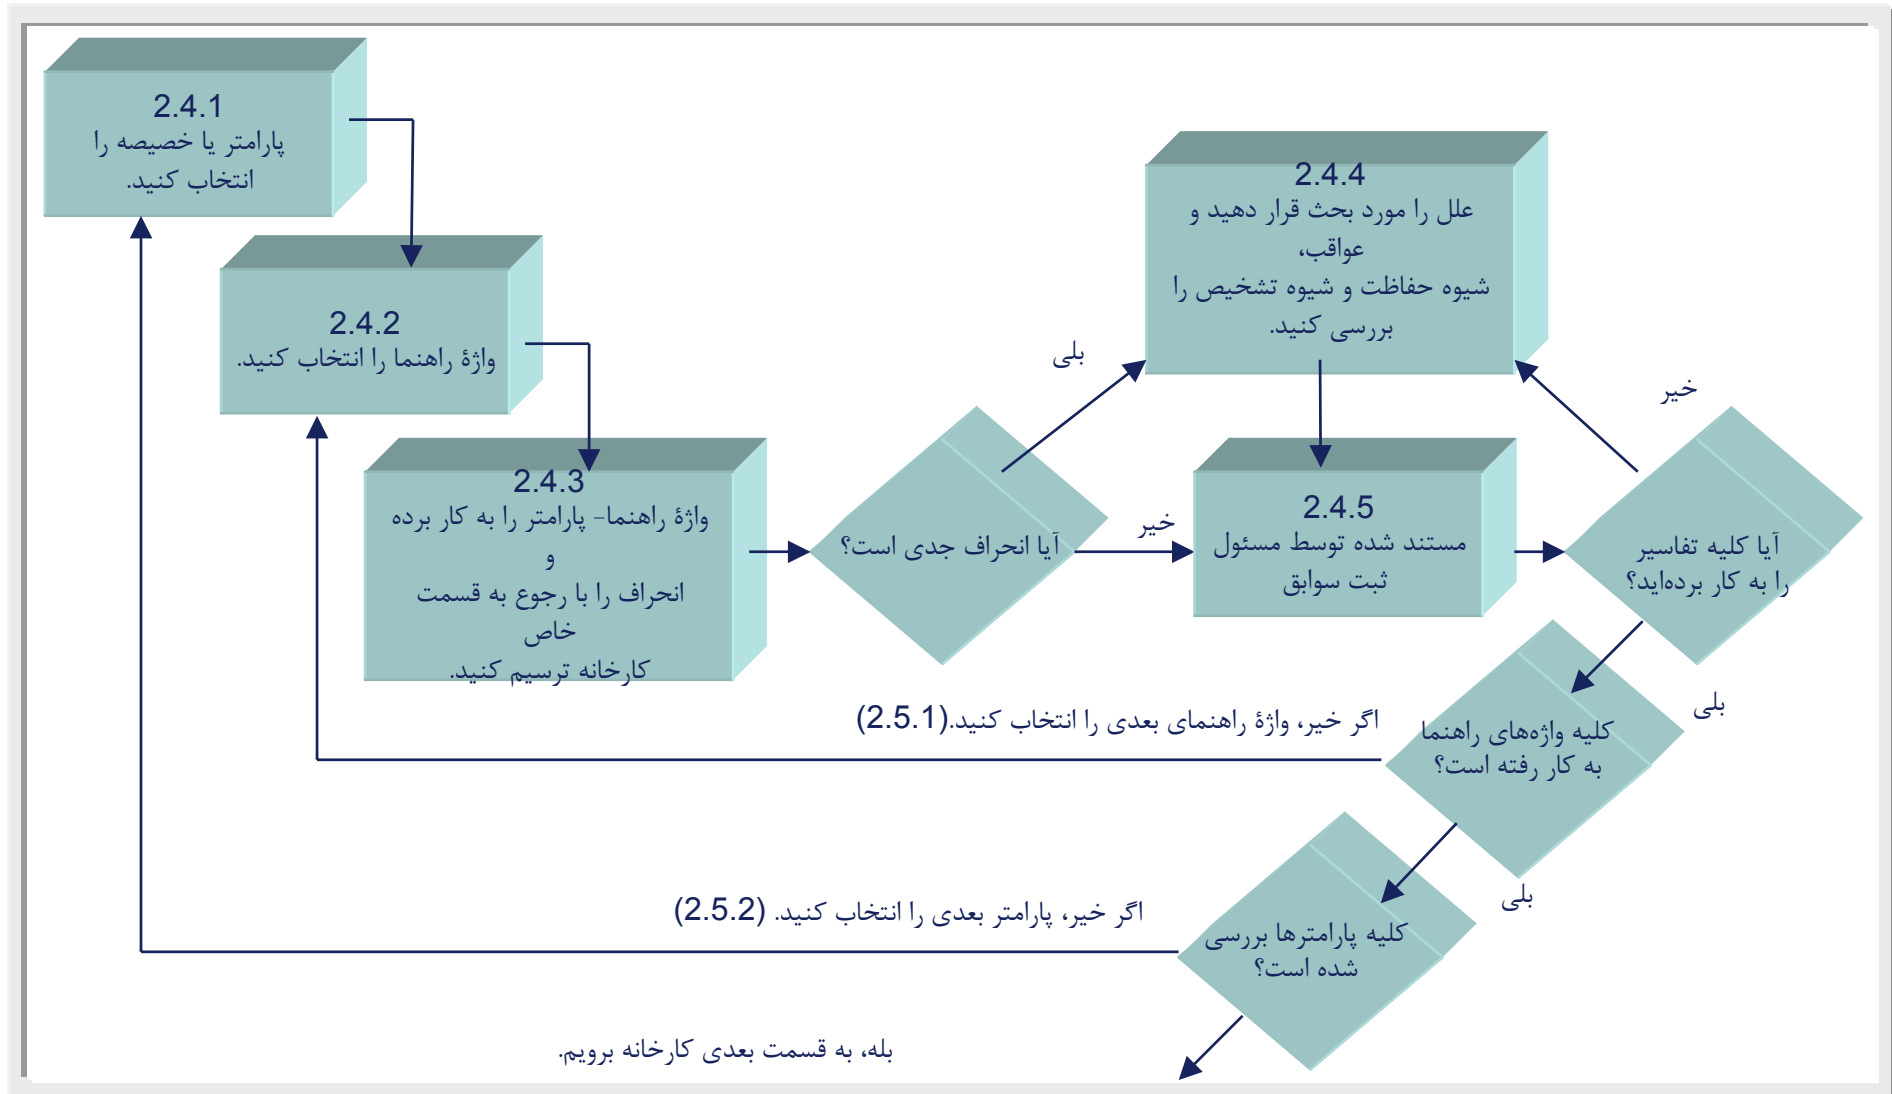 2.4.1
پارامتر یا خصیصه را
انتخاب کنید.
2.4.2
واژۀ راهنما را انتخاب کنید.
2.4.3
واژۀ راهنما- پارامتر را به کار برده
و
انحراف را با رجوع به قسمت
خاص
کارخانه ترسیم کنید.
آیا انحراف جدی است؟
بلی
خیر
2.4.4
علل را مورد بحث قرار دهید و
عواقب،
شیوه حفاظت و شیوه تشخیص را
بررسی کنید.
2.4.5
مستند شده توسط مسئول
ثبت سوابق
خیر
آیا کلیه تفاسیر
را به کار برده‌اید؟
بلی
کلیه واژه‌های راهنما
به کار رفته است؟
اگر خیر، واژۀ راهنمای بعدی را انتخاب کنید.(2.5.1)
بلی
کلیه پارامترها بررسی
شده است؟
اگر خیر، پارامتر بعدی را انتخاب کنید. (2.5.2)
بله، به قسمت بعدی کارخانه برویم.